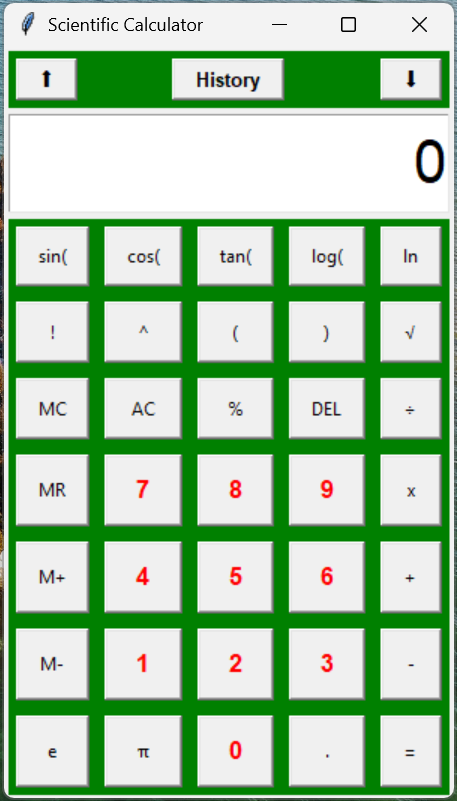 Scientific Calculator
⬆ History ⬇
0
sin( cos( tan( log( ln
! ^ ( ) √
MC AC % DEL ÷
MR 7 8 9 x
M+ 4 5 6 +
M- 1 2 3 -
e π 0 . =